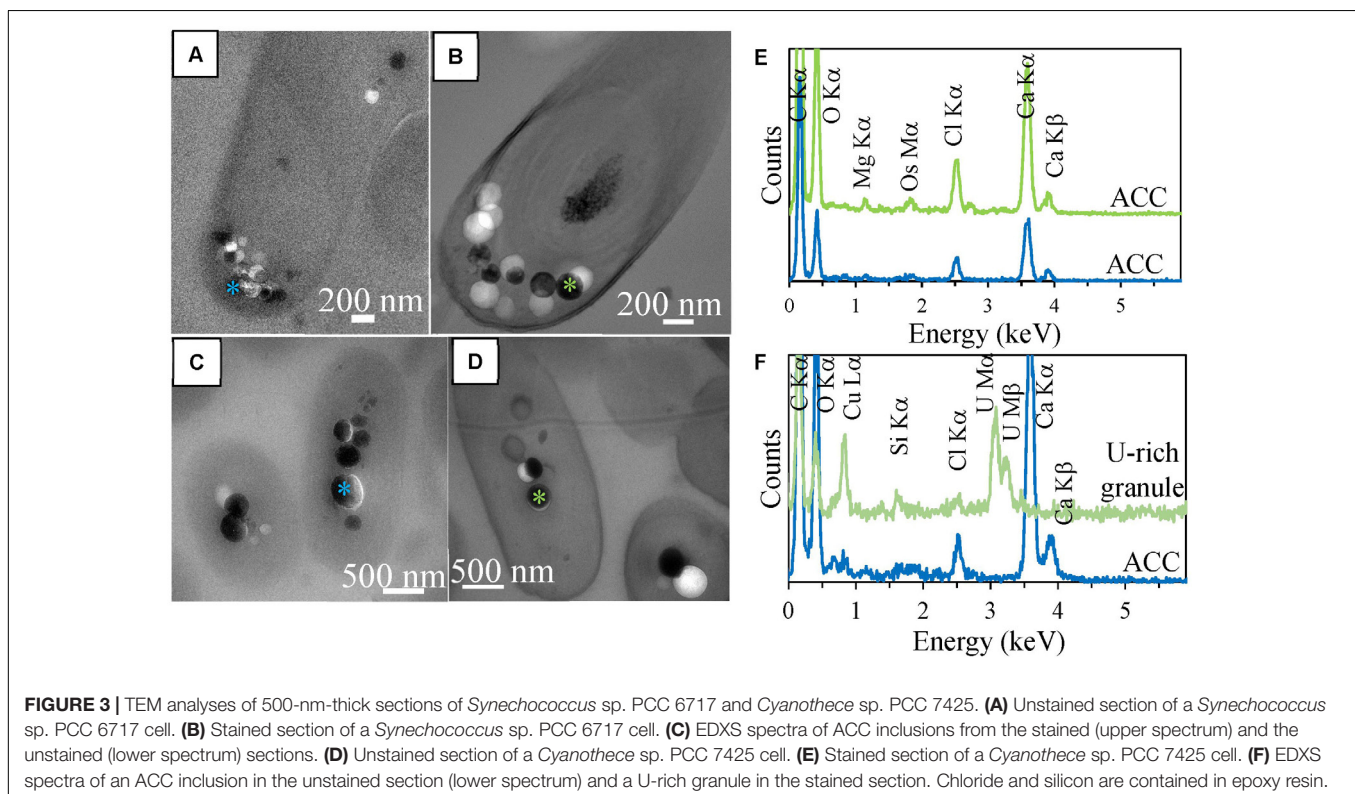 A
200 nm
B
200 nm
C
500 nm
D
500 nm
E
Counts
C Kα
O Kα
Mg Kα
Os Mα
Cl Kα
Ca Kα
Ca Kβ
ACC
ACC
0 1 2 3 4 5
Energy (keV)
F
Counts
C Kα
O Kα
Cu Lα
Si Kα
Cl Kα
U Mα
U Mβ
Ca Kα
Ca Kβ
U-rich
granule
ACC
0 1 2 3 4 5
Energy (keV)
FIGURE 3 | TEM analyses of 500-nm-thick sections of Synechococcus sp. PCC 6717 and Cyanothece sp. PCC 7425. (A) Unstained section of a Synechococcus
sp. PCC 6717 cell. (B) Stained section of a Synechococcus sp. PCC 6717 cell. (C) EDXS spectra of ACC inclusions from the stained (upper spectrum) and the
unstained (lower spectrum) sections. (D) Unstained section of a Cyanothece sp. PCC 7425 cell. (E) Stained section of a Cyanothece sp. PCC 7425 cell. (F) EDXS
spectra of an ACC inclusion in the unstained section (lower spectrum) and a U-rich granule in the stained section. Chloride and silicon are contained in epoxy resin.